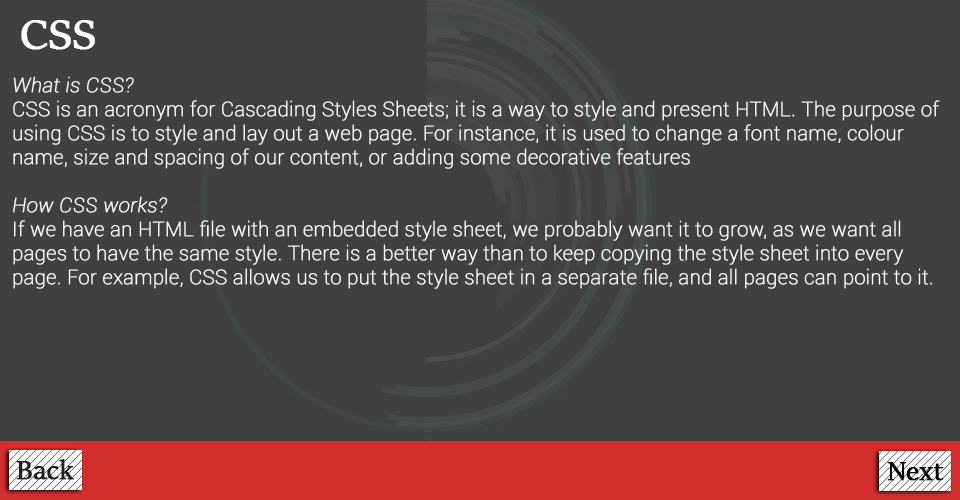 CSS
What is CSS?
CSS is an acronym for Cascading Styles Sheets; it is a way to style and present HTML. The purpose of
using CSS is to style and lay out a web page. For instance, it is used to change a font name, colour
name, size and spacing of our content, or adding some decorative features
How CSS works?
If we have an HTML file with an embedded style sheet, we probably want it to grow, as we want all
pages to have the same style. There is a better way than to keep copying the style sheet into every
page. For example, CSS allows us to put the style sheet in a separate file, and all pages can point to it.
Back
Next